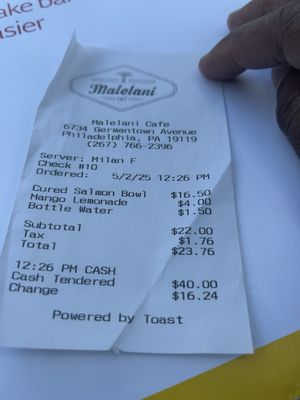 ake ba
asier
Malelani
Malelani Cafe
6734 Germantown Avenue
Philadelphia, PA 19119
(267) 766-2396
Server: Milan F
Check #10
Ordered: 5/2/25 12:26 PM
Cured Salmon Bowl $16.50
Mango Lemonade $4.00
Bottle Water $1.50
Subtotal $22.00
Tax $1.76
Total $23.76
12:26 PM CASH
Cash Tendered $40.00
Change $16.24
Powered by Toast